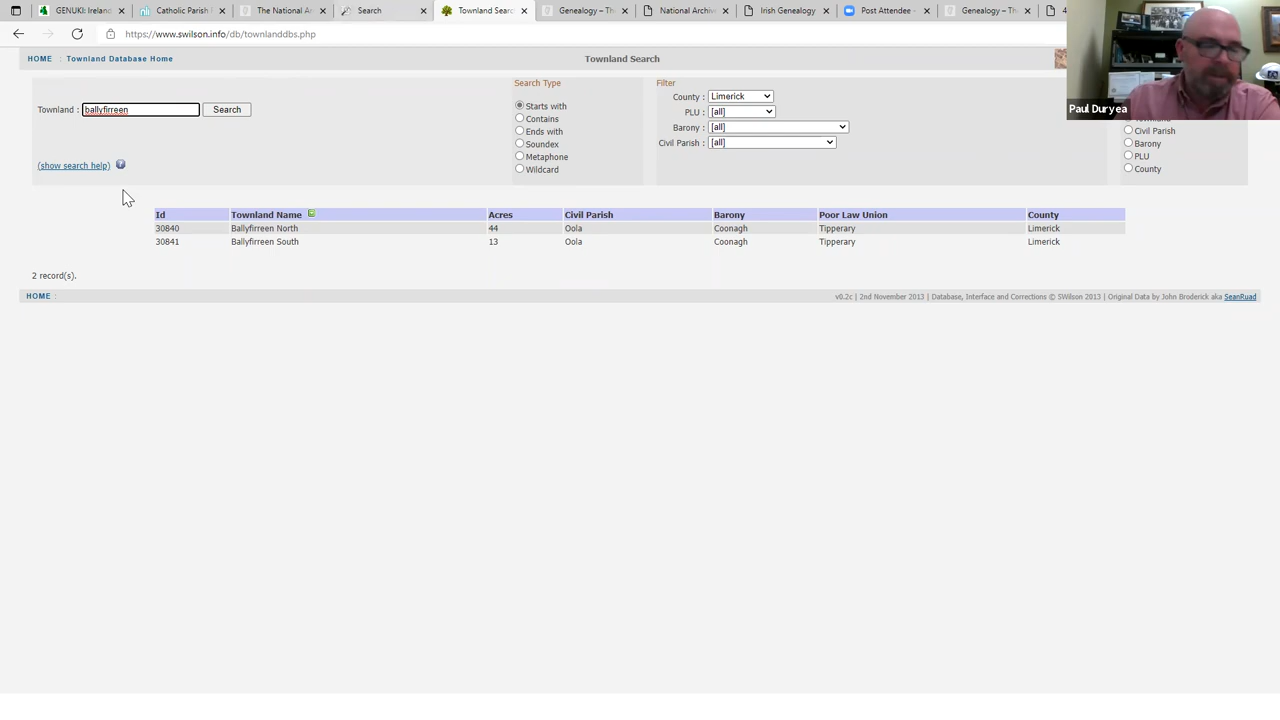 GENUKI: Ireland
Catholic Parish
The National Ar
Search
Townland Searc
Genealogy – Th
National Archiv
Irish Genealogy
Post Attendee -
Genealogy – Th
4
https://www.swilson.info/db/townlanddbs.php
HOME : Townland Database Home
Townland Search
Townland : ballyfirreen Search
(show search help) ?
Search Type
Starts with
Contains
Ends with
Soundex
Metaphone
Wildcard
Filter
County : Limerick
PLU : [all]
Barony : [all]
Civil Parish : [all]
Paul Duryea
Civil Parish
Barony
PLU
County
Id Townland Name Acres Civil Parish Barony Poor Law Union County
30840 Ballyfirreen North 44 Oola Coonagh Tipperary Limerick
30841 Ballyfirreen South 13 Oola Coonagh Tipperary Limerick
2 record(s).
HOME :
v0.2c | 2nd November 2013 | Database, Interface and Corrections © SWilson 2013 | Original Data by John Broderick aka SeanRuad